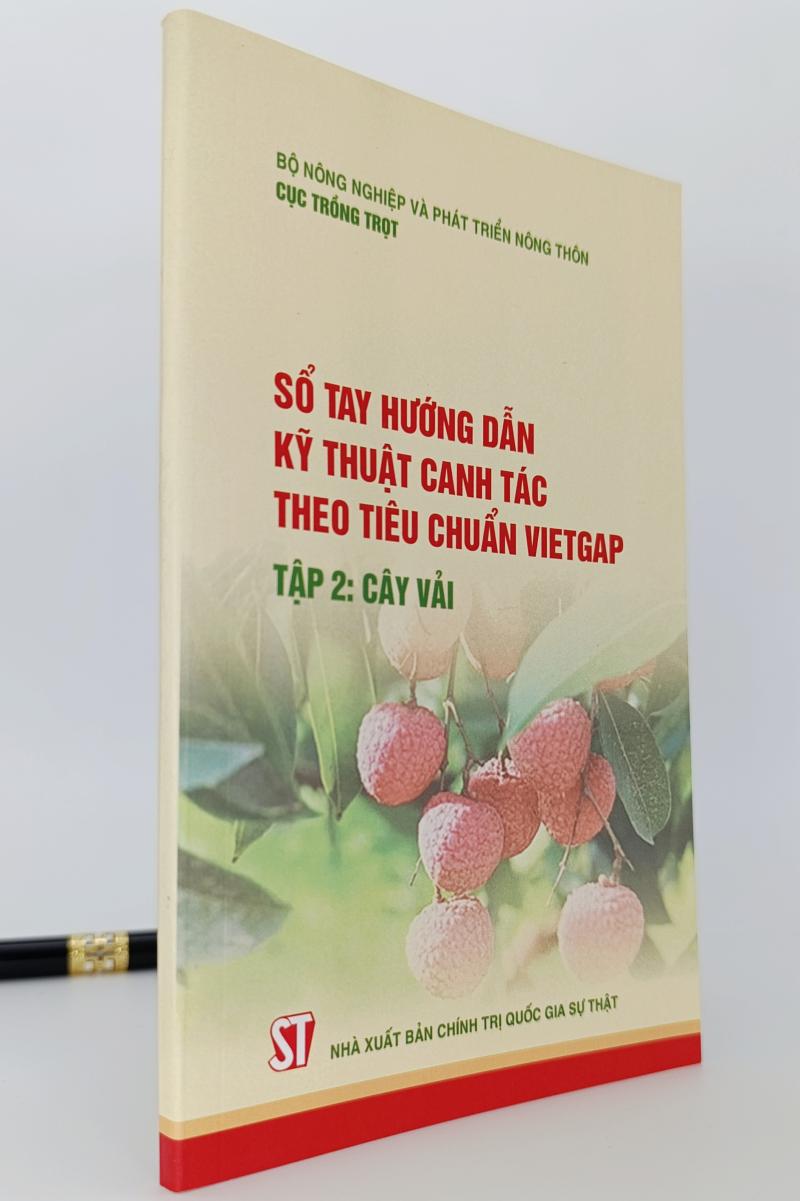 BỘ NÔNG NGHIỆP VÀ PHÁT TRIỂN NÔNG THÔN
CỤC TRỒNG TRỌT
SỔ TAY HƯỚNG DẪN
KỸ THUẬT CANH TÁC
THEO TIÊU CHUẨN VIETGAP
TẬP 2: CÂY VẢI
ST
NHÀ XUẤT BẢN CHÍNH TRỊ QUỐC GIA SỰ THẬT